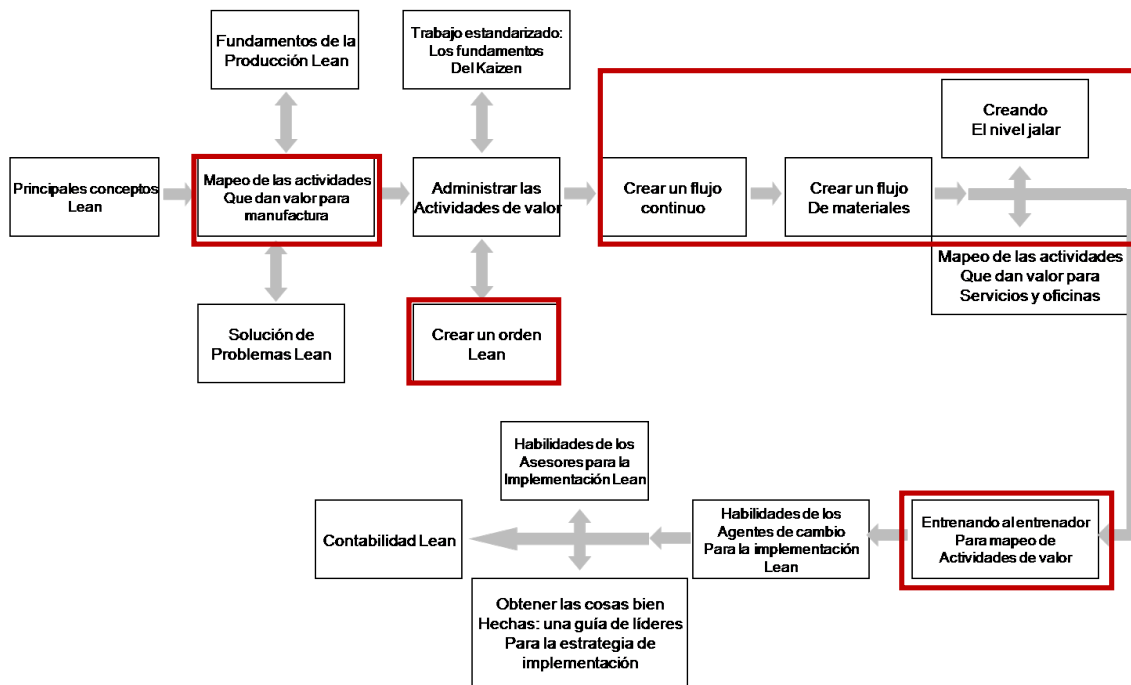 Fundamentos de la
Producción Lean
Trabajo estandarizado:
Los fundamentos
Del Kaizen
Creando
El nivel jalar
Principales conceptos
Lean
Mapeo de las actividades
Que dan valor para
manufactura
Administrar las
Actividades de valor
Crear un flujo
continuo
Crear un flujo
De materiales
Mapeo de las actividades
Que dan valor para
Servicios y oficinas
Solución de
Problemas Lean
Crear un orden
Lean
Habilidades de los
Asesores para la
Implementación Lean
Contabilidad Lean
Habilidades de los
Agentes de cambio
Para la implementación
Lean
Entrenando al entrenador
Para mapeo de
Actividades de valor
Obtener las cosas bien
Hechas: una guía de líderes
Para la estrategia de
implementación